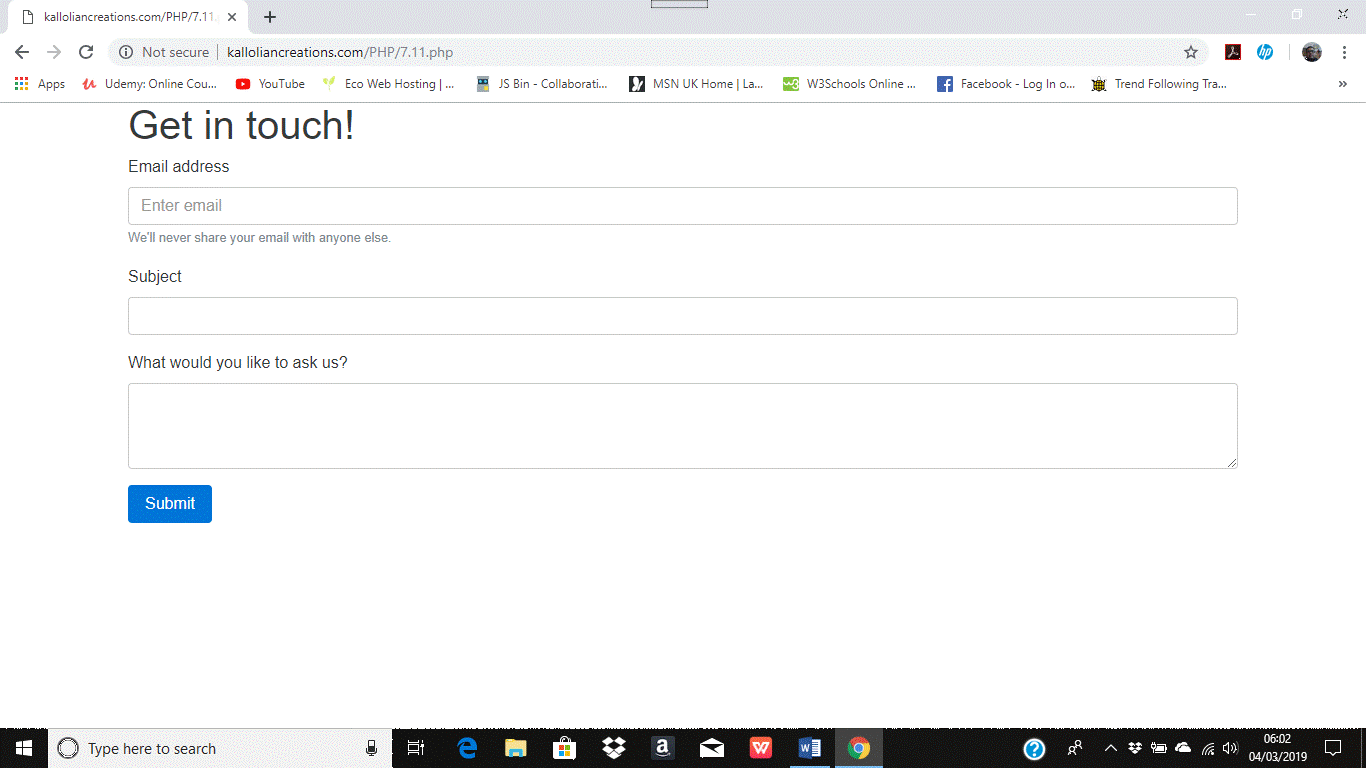 kalloliancreations.com/PHP/7.11.
Not secure kalloliancreations.com/PHP/7.11.php
Apps Udemy: Online Cou... YouTube Eco Web Hosting | ... JS Bin - Collaborati... MSN UK Home | La... W3Schools Online ... Facebook - Log In o... Trend Following Tra... »
Get in touch!
Email address
Enter email
We'll never share your email with anyone else.
Subject
What would you like to ask us?
Submit
Type here to search
06:02
04/03/2019